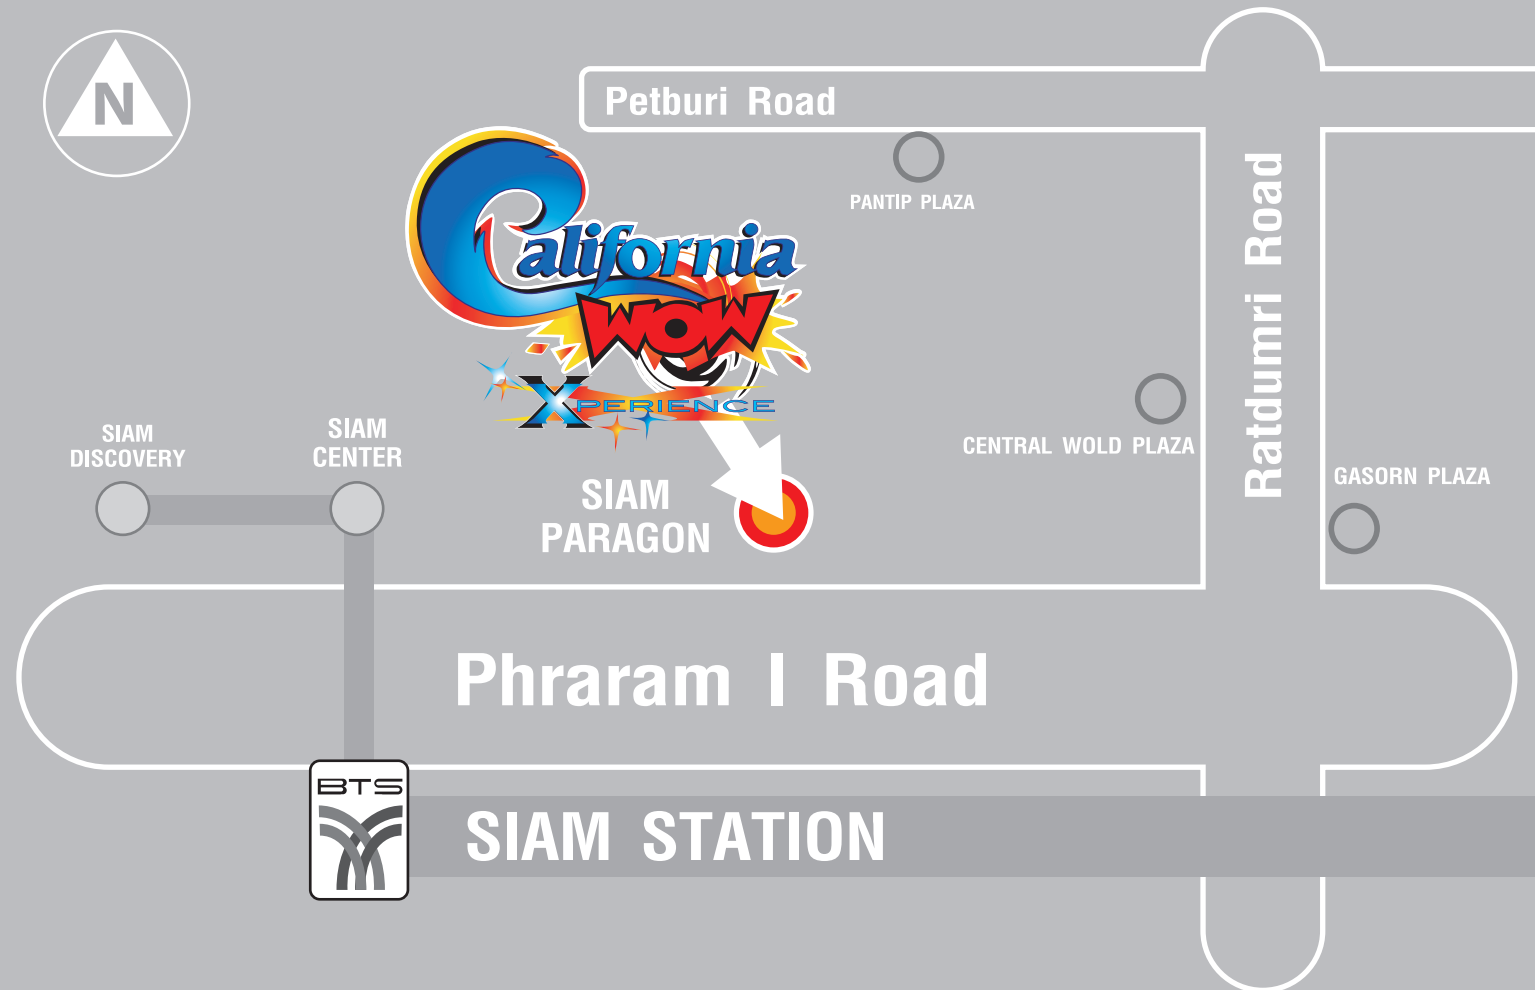 N
Petburi Road
PANTIP PLAZA
California
WOW
XPERIENCE
Ratdumri Road
SIAM
DISCOVERY
SIAM
CENTER
CENTRAL WOLD PLAZA
GASORN PLAZA
SIAM
PARAGON
Phraram I Road
BTS
SIAM STATION